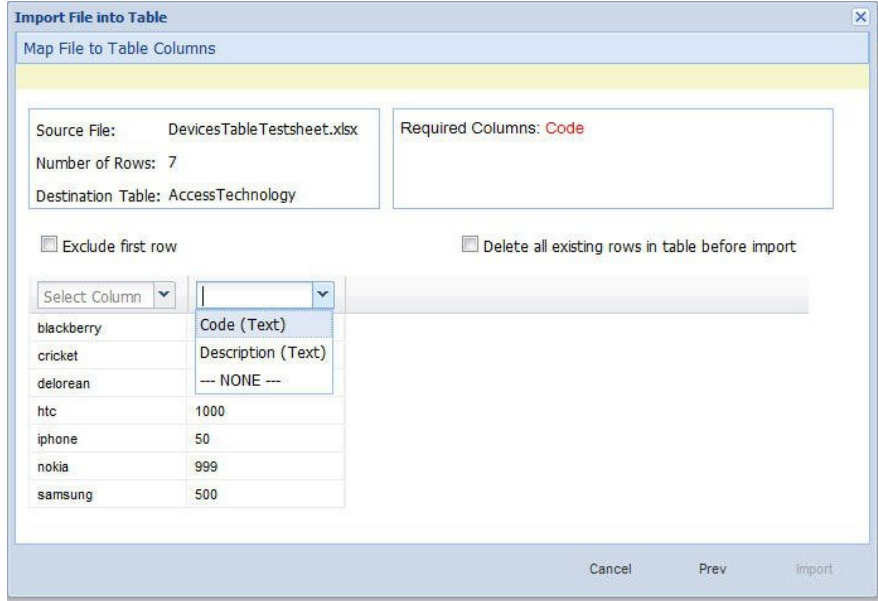 Import File into Table
Map File to Table Columns
Source File: DevicesTableTestsheet.xlsx
Number of Rows: 7
Destination Table: AccessTechnology
Required Columns: Code
Exclude first row
Delete all existing rows in table before import
Select Column
Code (Text)
Description (Text)
--- NONE ---
blackberry
cricket
delorean
htc 1000
iphone 50
nokia 999
samsung 500
Cancel Prev Import